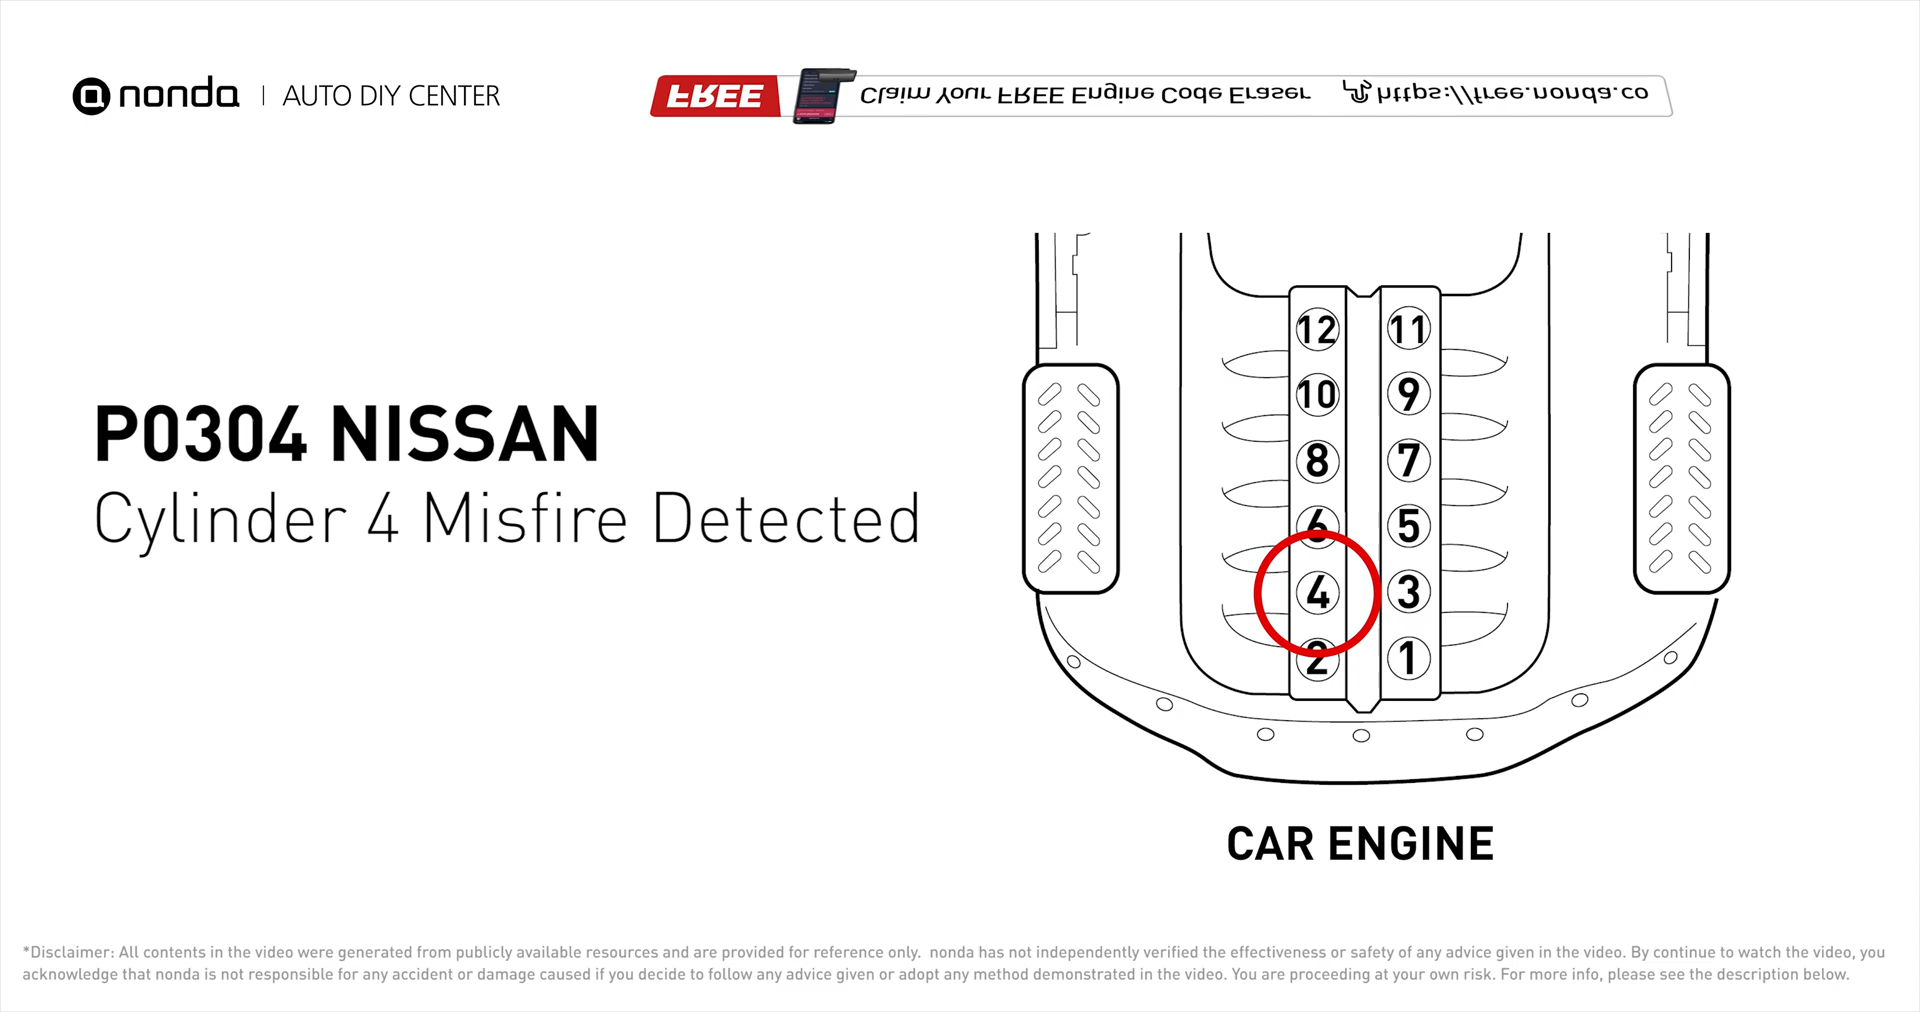 nonda | AUTO DIY CENTER
FREE Claim Your FREE Engine Code Eraser https://free.nonda.co
P0304 NISSAN
Cylinder 4 Misfire Detected
12 11
10 9
8 7
6 5
4 3
2 1
CAR ENGINE
*Disclaimer: All contents in the video were generated from publicly available resources and are provided for reference only. nonda has not independently verified the effectiveness or safety of any advice given in the video. By continue to watch the video, you
acknowledge that nonda is not responsible for any accident or damage caused if you decide to follow any advice given or adopt any method demonstrated in the video. You are proceeding at your own risk. For more info, please see the description below.